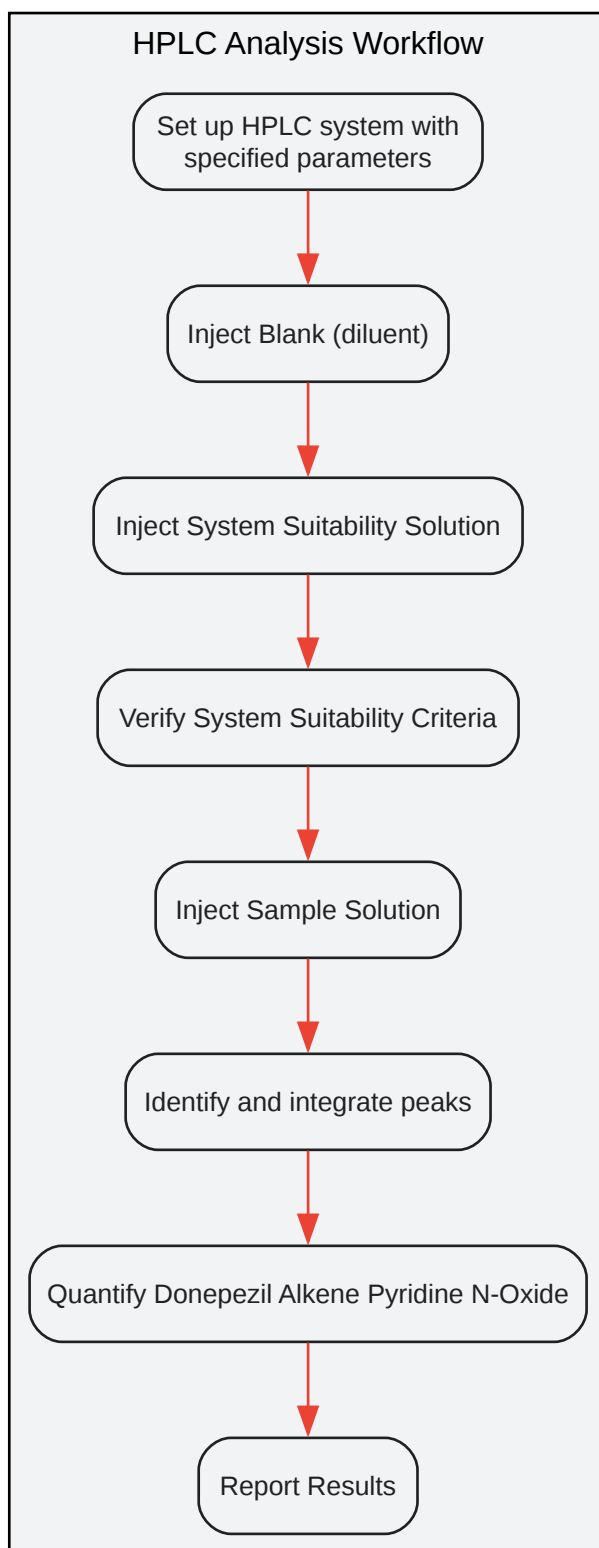 HPLC Analysis Workflow
Set up HPLC system with
specified parameters
Inject Blank (diluent)
Inject System Suitability Solution
Verify System Suitability Criteria
Inject Sample Solution
Identify and integrate peaks
Quantify Donepezil Alkene Pyridine N-Oxide
Report Results